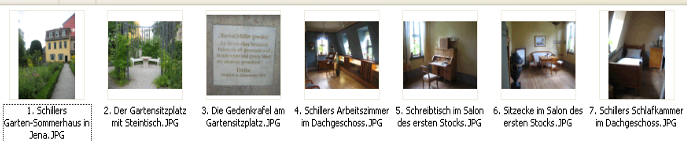 1. Schillers
Garten-Sommerhaus in
Jena.JPG
2. Der Gartensitzplatz
mit Steintisch.JPG
3. Die Gedenkrafel am
Gartensitzplatz.JPG
4. Schillers Arbeitszimmer
im Dachgeschoss.JPG
5. Schreibtisch im Salon
des ersten Stocks.JPG
6. Sitzecke im Salon des
ersten Stocks.JPG
7. Schillers Schlafkammer
im Dachgeschoss.JPG